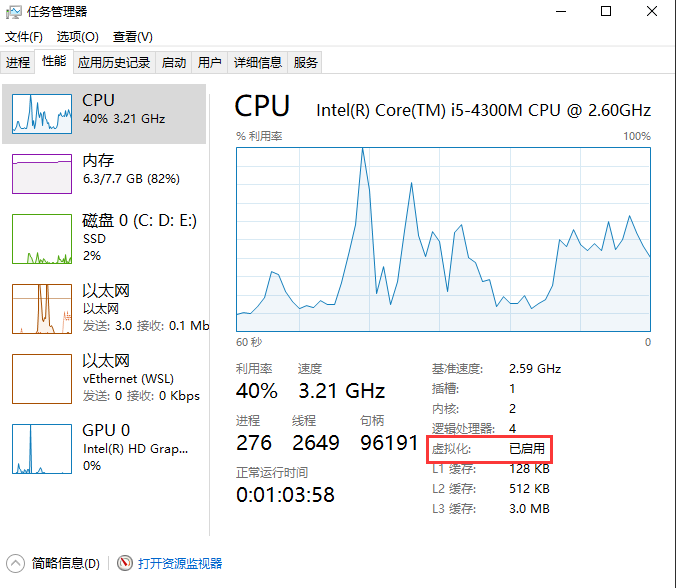 任务管理器
文件(F) 选项(O) 查看(V)
进程 性能 应用历史记录 启动 用户 详细信息 服务
CPU
40% 3.21 GHz
内存
6.3/7.7 GB (82%)
磁盘 0 (C: D: E:)
SSD
2%
以太网
以太网
发送: 3.0 接收: 0.1 Mb
以太网
vEthernet (WSL)
发送: 0 接收: 0 Kbps
GPU 0
Intel(R) HD Grap...
0%
CPU Intel(R) Core(TM) i5-4300M CPU @ 2.60GHz
% 利用率 100%
60 秒 0
利用率 速度
40% 3.21 GHz
进程 线程 句柄
276 2649 96191
正常运行时间
0:01:03:58
基准速度: 2.59 GHz
插槽: 1
内核: 2
逻辑处理器: 4
虚拟化: 已启用
L1 缓存: 128 KB
L2 缓存: 512 KB
L3 缓存: 3.0 MB
简略信息(D) 打开资源监视器